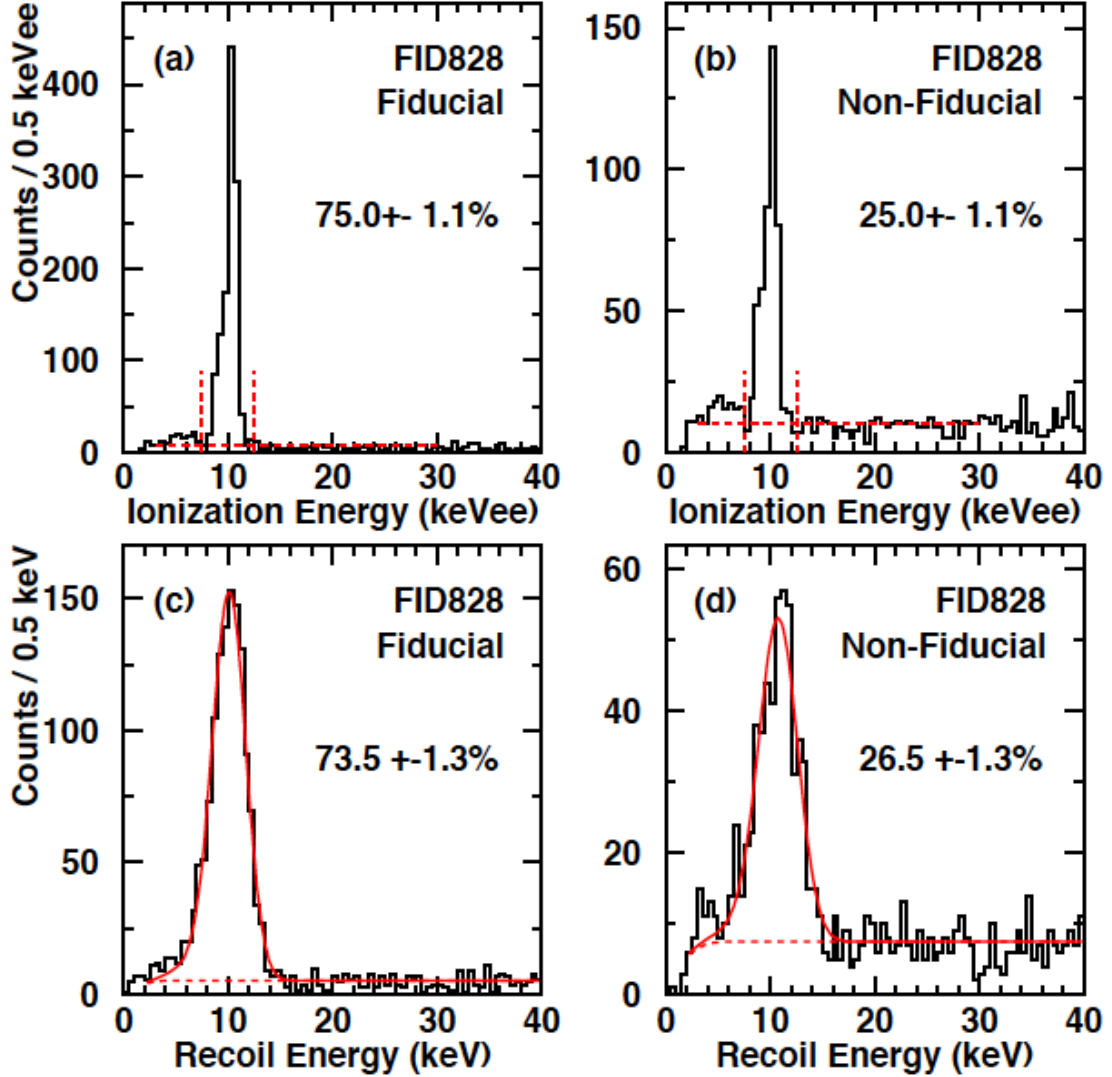 (a) FID828
Fiducial
75.0+- 1.1%
Counts / 0.5 keVee
400
300
200
100
0
0 10 20 30 40
Ionization Energy (keVee)
(b) FID828
Non-Fiducial
25.0+- 1.1%
150
100
50
0
0 10 20 30 40
Ionization Energy (keVee)
(c) FID828
Fiducial
73.5 +-1.3%
Counts / 0.5 keV
150
100
50
0
0 10 20 30 40
Recoil Energy (keV)
(d) FID828
Non-Fiducial
26.5 +-1.3%
60
40
20
0
0 10 20 30 40
Recoil Energy (keV)